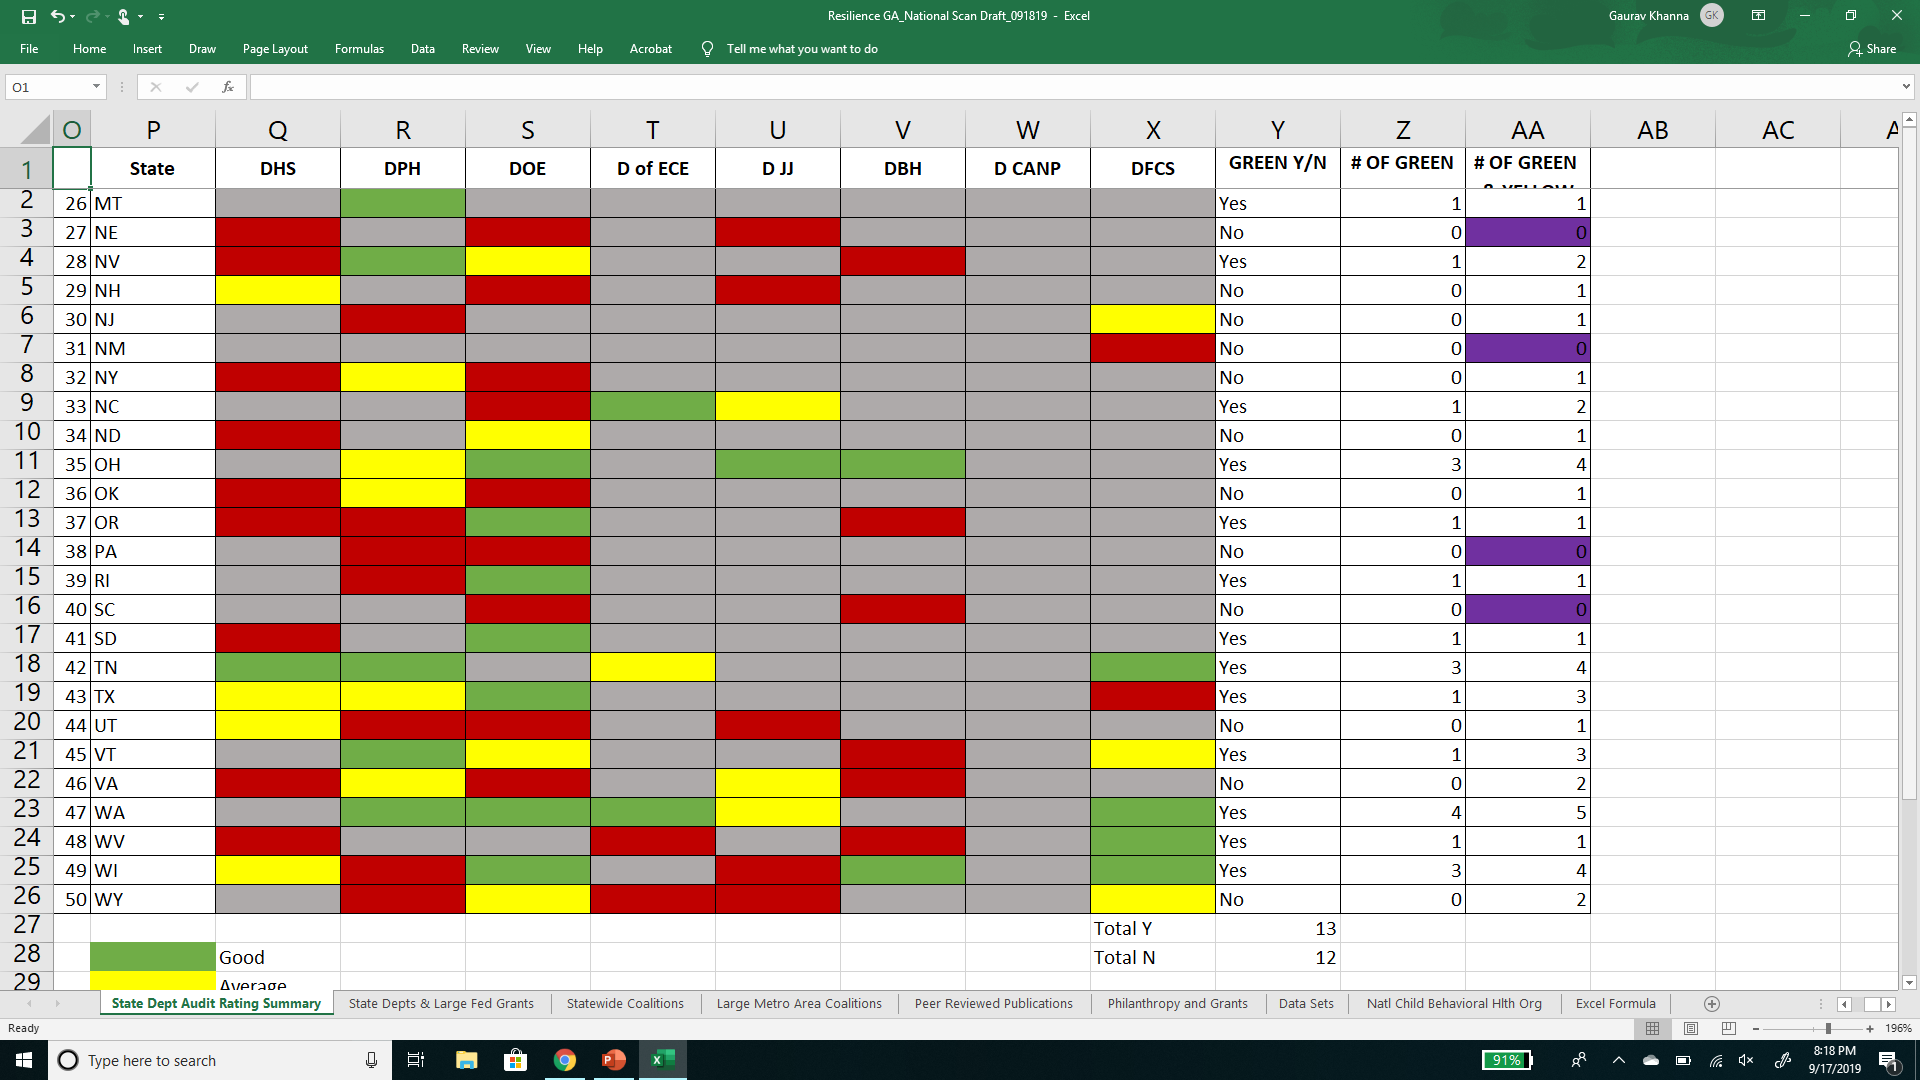 Resilience GA_National Scan Draft_091819 - Excel
Gaurav Khanna GK
File Home Insert Draw Page Layout Formulas Data Review View Help Acrobat Tell me what you want to do Share
O1 fx
O P Q R S T U V W X Y Z AA AB AC A
1 State DHS DPH DOE D of ECE D JJ DBH D CANP DFCS GREEN Y/N # OF GREEN # OF GREEN & YELLOW
2 26 MT Yes 1 1
3 27 NE No 0 0
4 28 NV Yes 1 2
5 29 NH No 0 1
6 30 NJ No 0 1
7 31 NM No 0 0
8 32 NY No 0 1
9 33 NC Yes 1 2
10 34 ND No 0 1
11 35 OH Yes 3 4
12 36 OK No 0 1
13 37 OR Yes 1 1
14 38 PA No 0 0
15 39 RI Yes 1 1
16 40 SC No 0 0
17 41 SD Yes 1 1
18 42 TN Yes 3 4
19 43 TX Yes 1 3
20 44 UT No 0 1
21 45 VT Yes 1 3
22 46 VA No 0 2
23 47 WA Yes 4 5
24 48 WV Yes 1 1
25 49 WI Yes 3 4
26 50 WY No 0 2
27 Total Y 13
28 Good Total N 12
29 Average
State Dept Audit Rating Summary State Depts & Large Fed Grants Statewide Coalitions Large Metro Area Coalitions Peer Reviewed Publications Philanthropy and Grants Data Sets Natl Child Behavioral Hlth Org Excel Formula
Ready 196%
Type here to search 91% 8:18 PM
9/17/2019 1